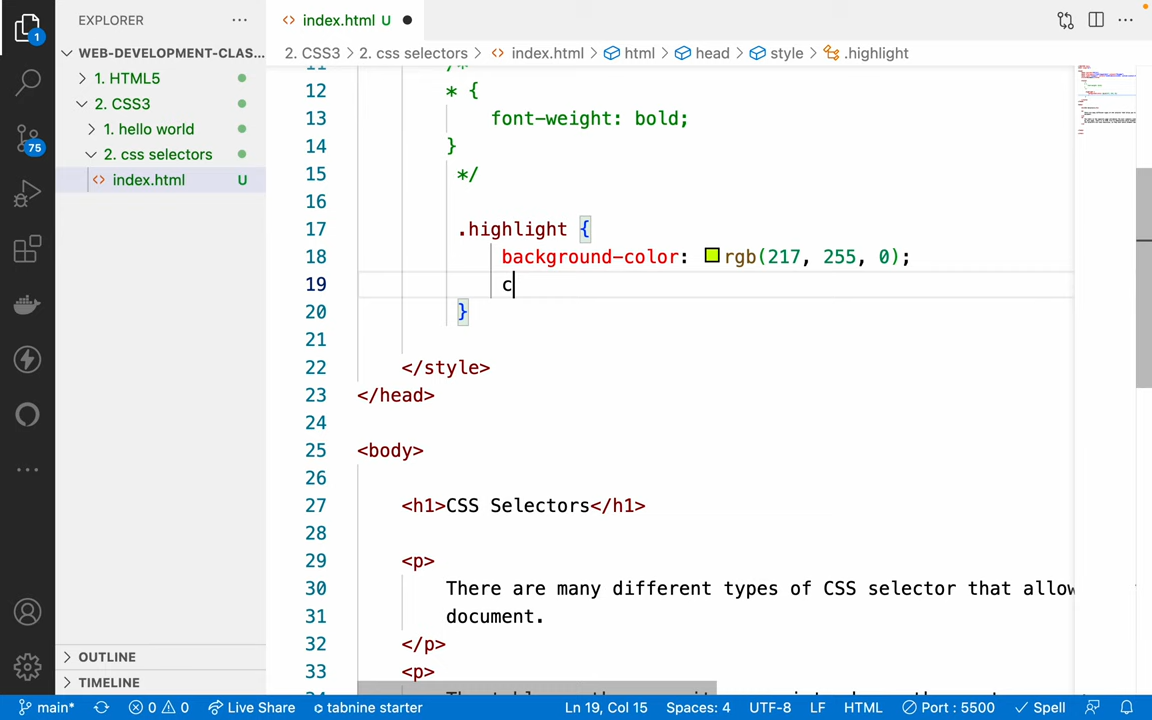 EXPLORER
index.html U
WEB-DEVELOPMENT-CLAS...
2. CSS3 2. css selectors index.html html head style .highlight
1. HTML5
2. CSS3
1. hello world
2. css selectors
index.html U
1
75
11 /*
12 * {
13 font-weight: bold;
14 }
15 */
16
17 .highlight {
18 background-color: rgb(217, 255, 0);
19 c
20 }
21
22 </style>
23 </head>
24
25 <body>
26
27 <h1>CSS Selectors</h1>
28
29 <p>
30 There are many different types of CSS selector that allow
31 document.
32 </p>
33 <p>
OUTLINE
TIMELINE
main* 0 0 Live Share tabnine starter Ln 19, Col 15 Spaces: 4 UTF-8 LF HTML Port : 5500 Spell